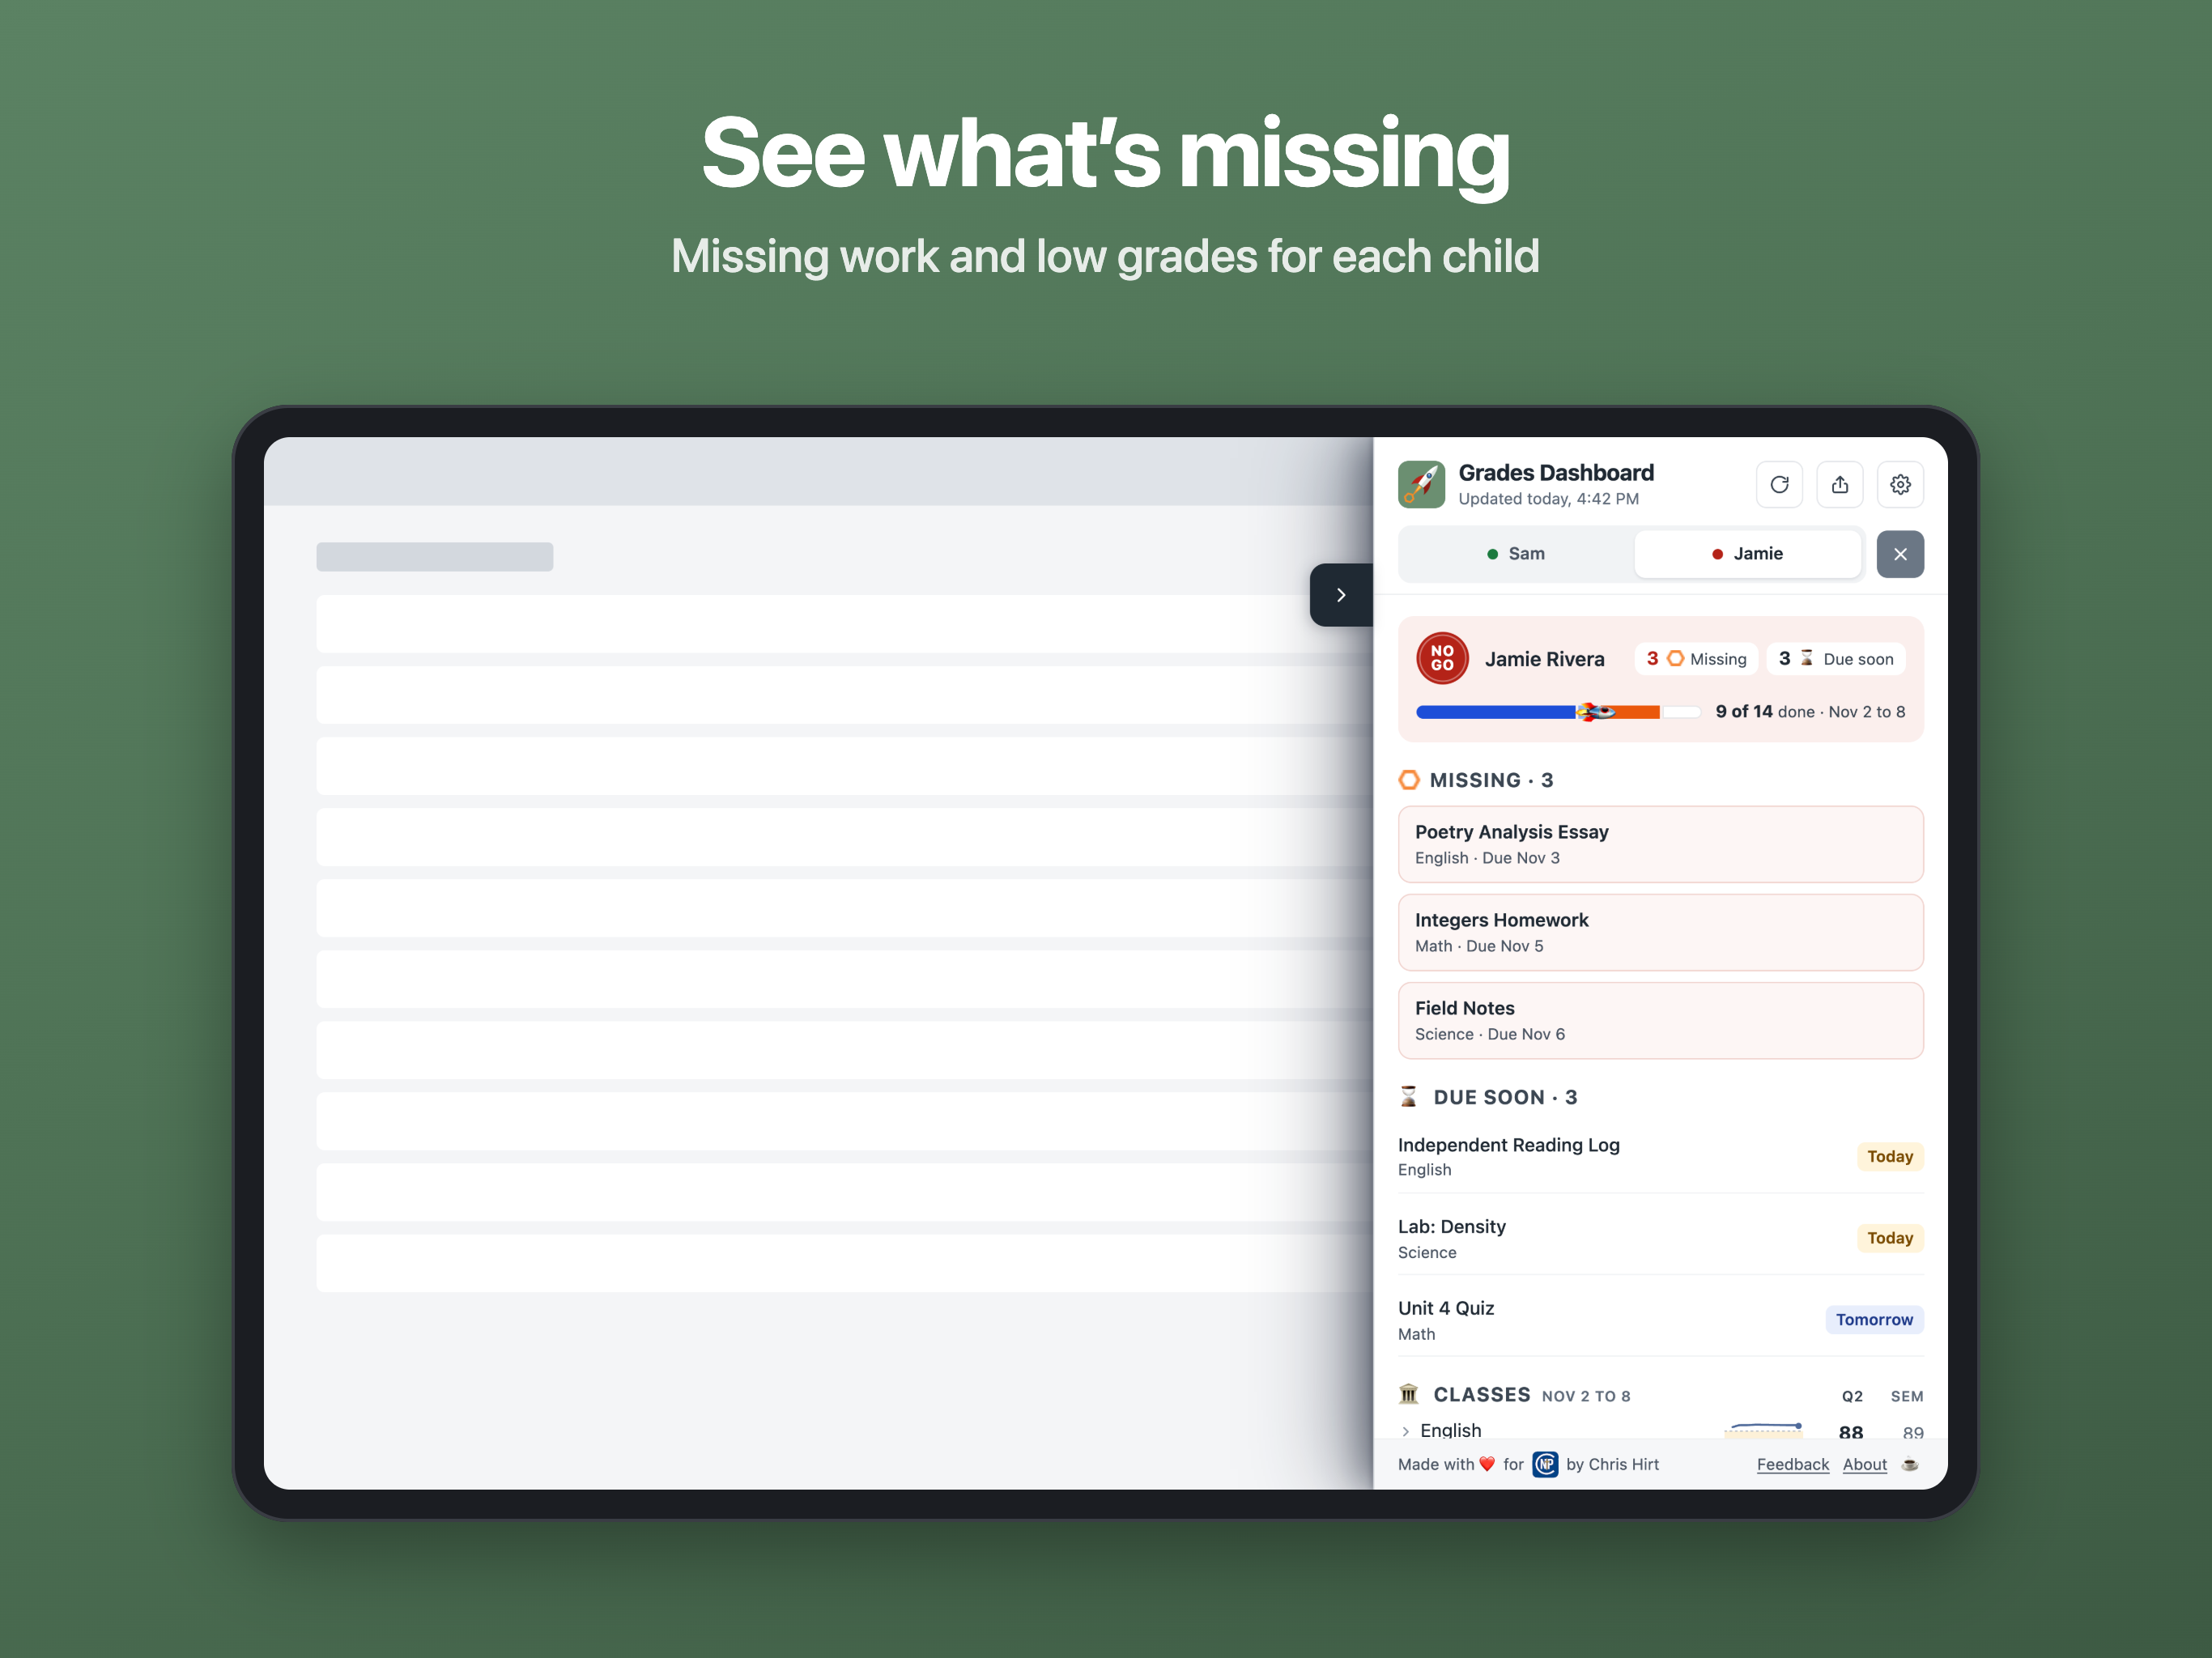 See what's missing
Missing work and low grades for each child
Grades Dashboard
Updated today, 4:42 PM
Sam
Jamie
NO
GO
Jamie Rivera
3 Missing
3 Due soon
9 of 14 done · Nov 2 to 8
MISSING · 3
Poetry Analysis Essay
English · Due Nov 3
Integers Homework
Math · Due Nov 5
Field Notes
Science · Due Nov 6
DUE SOON · 3
Independent Reading Log
English
Today
Lab: Density
Science
Today
Unit 4 Quiz
Math
Tomorrow
CLASSES NOV 2 TO 8 Q2 SEM
English 88 89
Made with ❤️ for NP by Chris Hirt
Feedback About